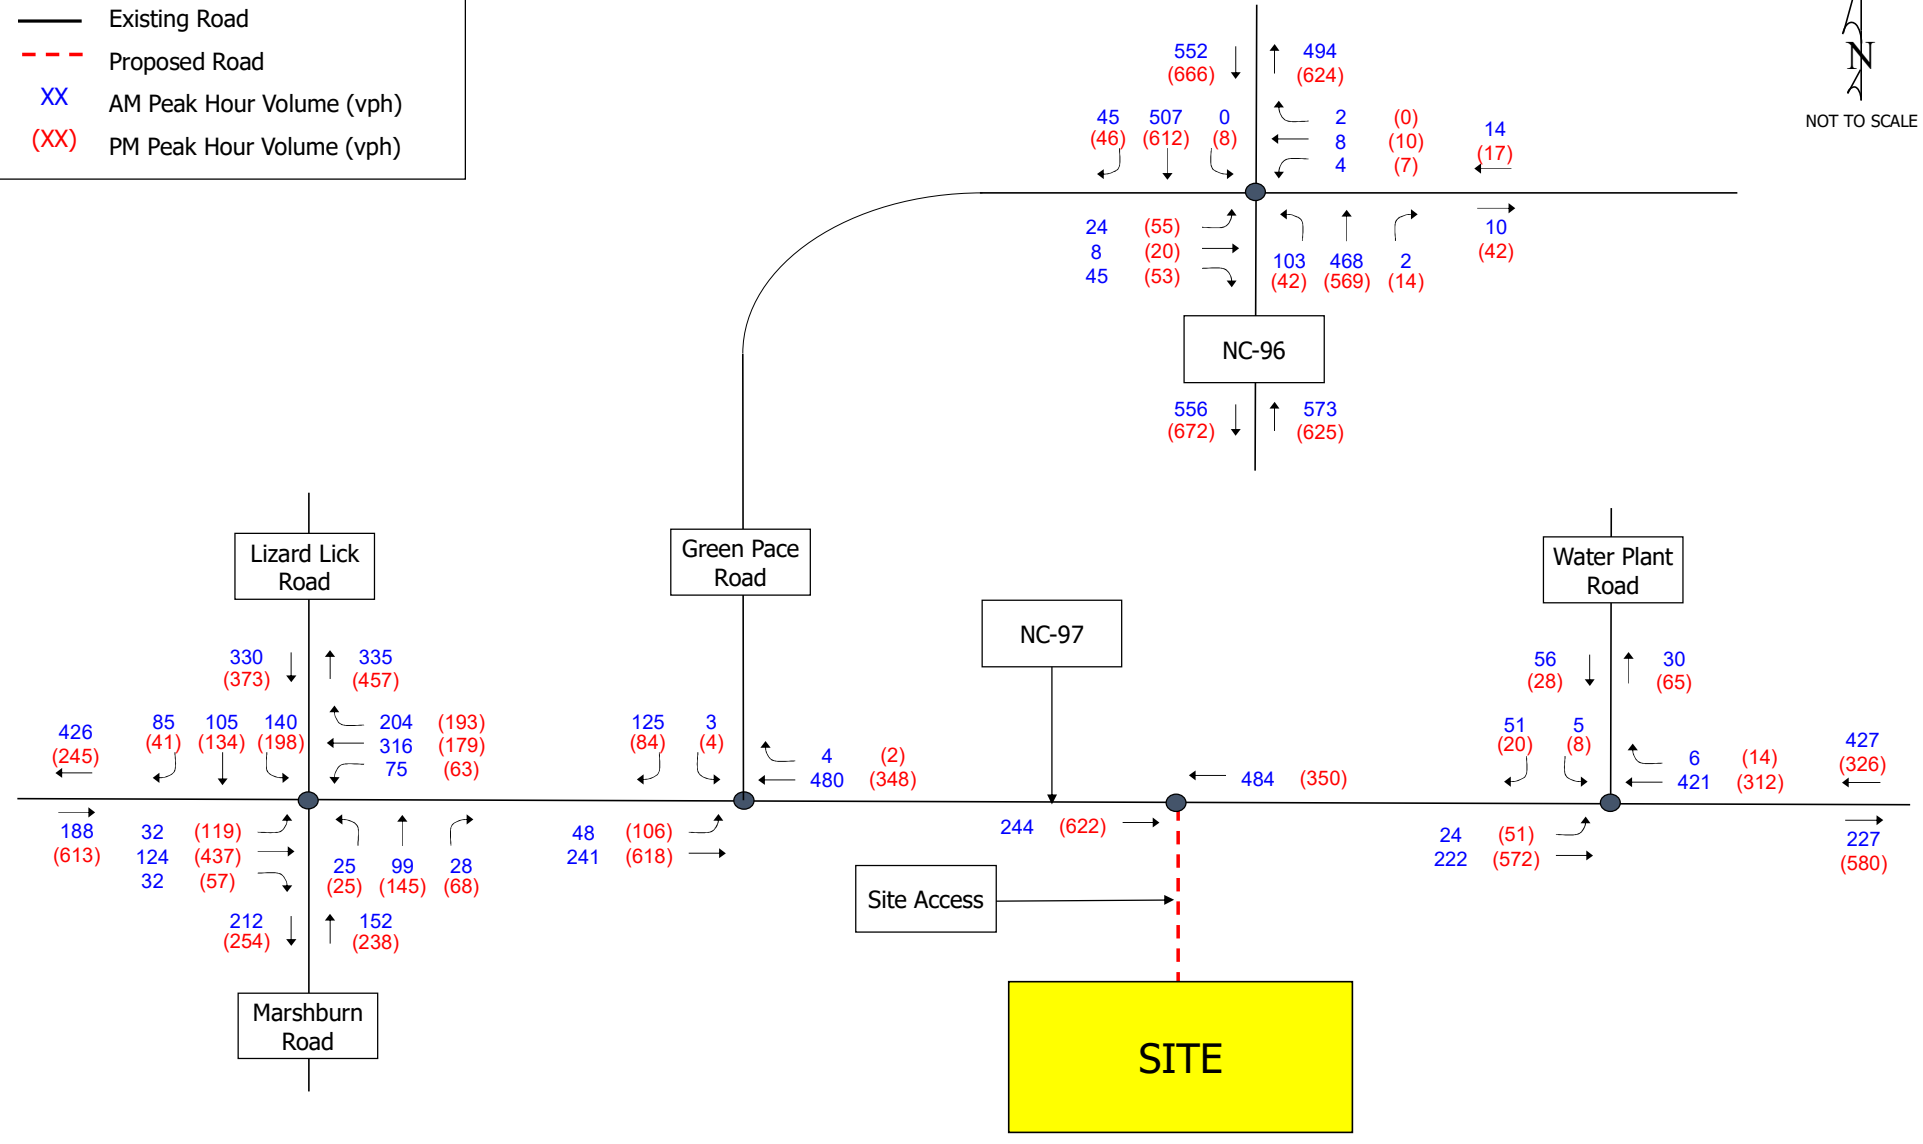 Existing Road
Proposed Road
XX AM Peak Hour Volume (vph)
(XX) PM Peak Hour Volume (vph)
N
NOT TO SCALE
552 494
(666) (624)
45 507 0
(46) (612) (8)
2 (0)
8 (10)
4 (7)
14
(17)
24 (55)
8 (20)
45 (53)
103 468 2
(42) (569) (14)
10
(42)
NC-96
556 573
(672) (625)
Lizard Lick
Road
Green Pace
Road
NC-97
Water Plant
Road
330 335
(373) (457)
426
(245)
85 105 140
(41) (134) (198)
204 (193)
316 (179)
75 (63)
188
(613)
32 (119)
124 (437)
32 (57)
25 99 28
(25) (145) (68)
212 152
(254) (238)
Marshburn
Road
125 3
(84) (4)
4 (2)
480 (348)
48 (106)
241 (618)
484 (350)
244 (622)
Site Access
SITE
56 30
(28) (65)
51 5
(20) (8)
6 (14)
421 (312)
427
(326)
24 (51)
222 (572)
227
(580)